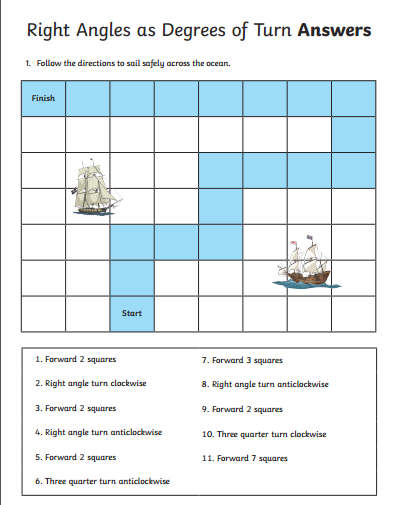 Right Angles as Degrees of Turn Answers
1. Follow the directions to sail safely across the ocean.
Finish
Start
1. Forward 2 squares
2. Right angle turn clockwise
3. Forward 2 squares
4. Right angle turn anticlockwise
5. Forward 2 squares
6. Three quarter turn anticlockwise
7. Forward 3 squares
8. Right angle turn anticlockwise
9. Forward 2 squares
10. Three quarter turn clockwise
11. Forward 7 squares